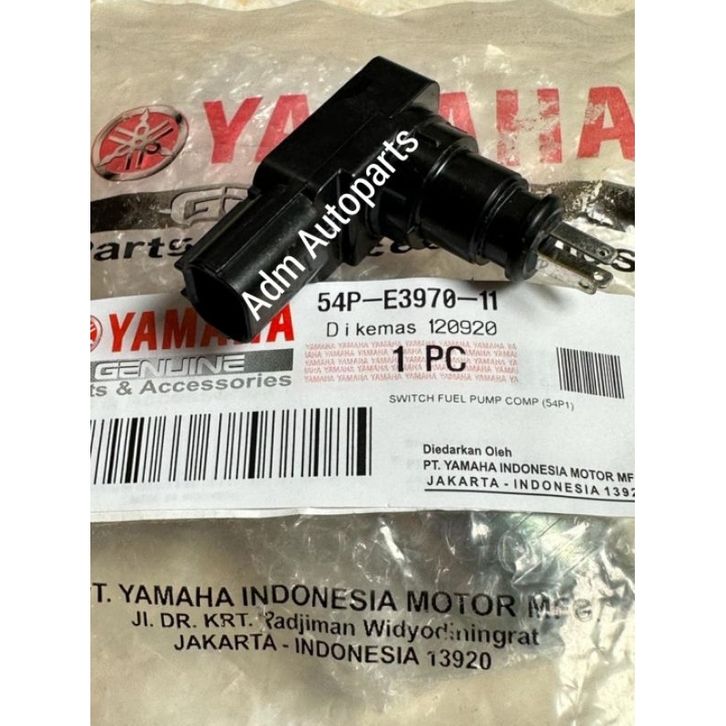 YAMAHA
Adm Autoparts
54P-E3970-11
Dikemas 120920
YAMAHA
GENUINE
ts & Accessories
1 PC
SWITCH FUEL PUMP COMP (54P1)
Diedarkan Oleh
PT. YAMAHA INDONESIA MOTOR MF
JAKARTA - INDONESIA 1392
T. YAMAHA INDONESIA MOTOR MFG.
Jl. DR. KRT. Radjiman Widyodiningrat
JAKARTA - INDONESIA 13920